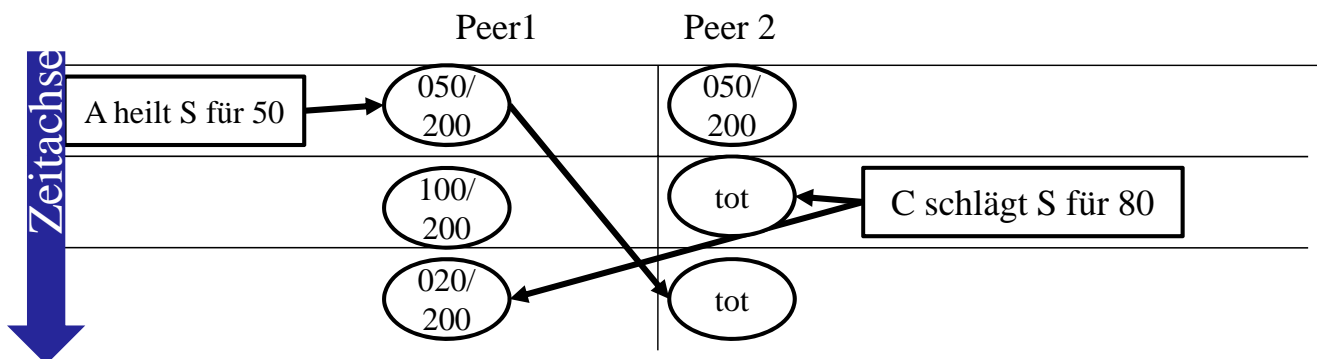 Peer1
Peer 2
Zeitachse
A heilt S für 50
050/
200
050/
200
100/
200
tot
C schlägt S für 80
020/
200
tot